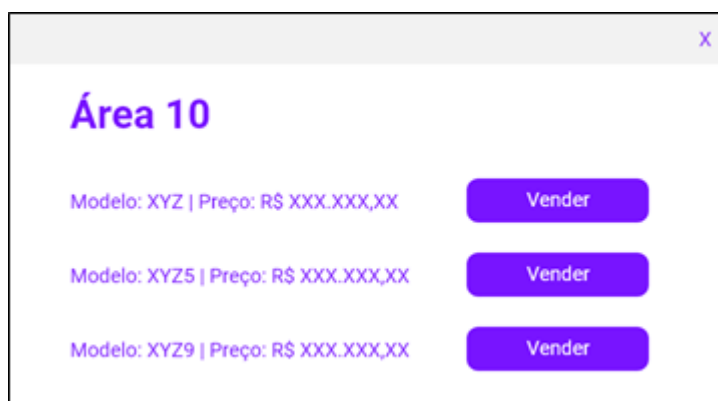 X
Área 10
Modelo: XYZ | Preço: R$ XXX.XXX,XX Vender
Modelo: XYZ5 | Preço: R$ XXX.XXX,XX Vender
Modelo: XYZ9 | Preço: R$ XXX.XXX,XX Vender